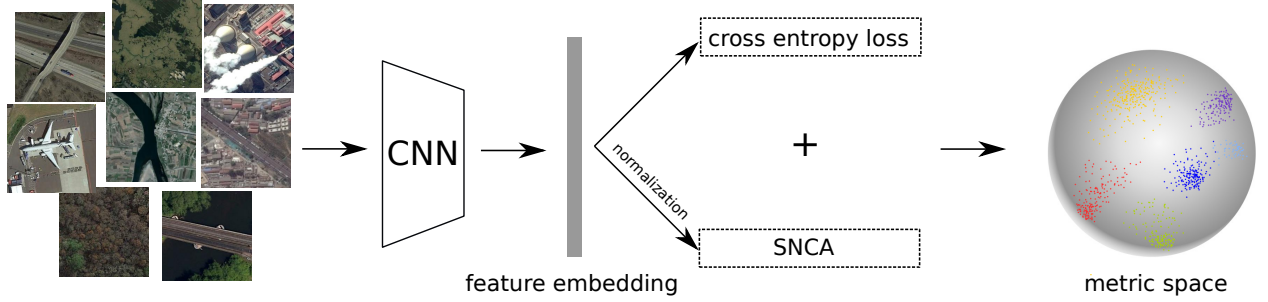 cross entropy loss
CNN
normalization
+
SNCA
feature embedding
metric space